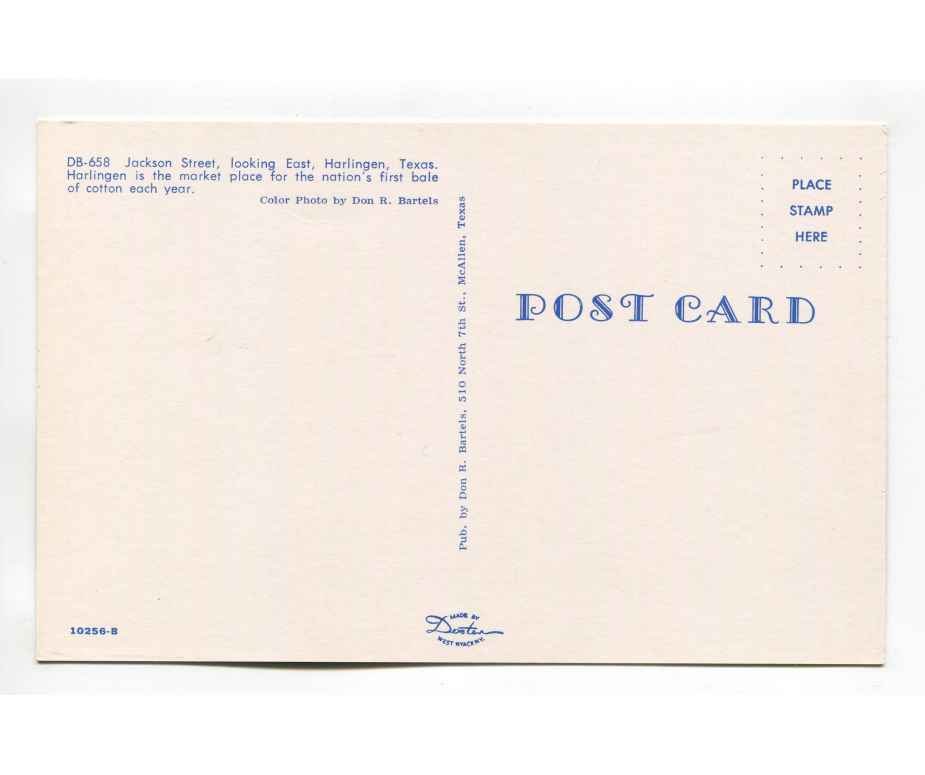 DB-658 Jackson Street, looking East, Harlingen, Texas.
Harlingen is the market place for the nation's first bale
of cotton each year.
Color Photo by Don R. Bartels
Pub. by Don R. Bartels, 510 North 7th St., McAllen, Texas
PLACE
STAMP
HERE
POST CARD
10256-B
MADE BY
Dexter
WEST NYACK N.Y.